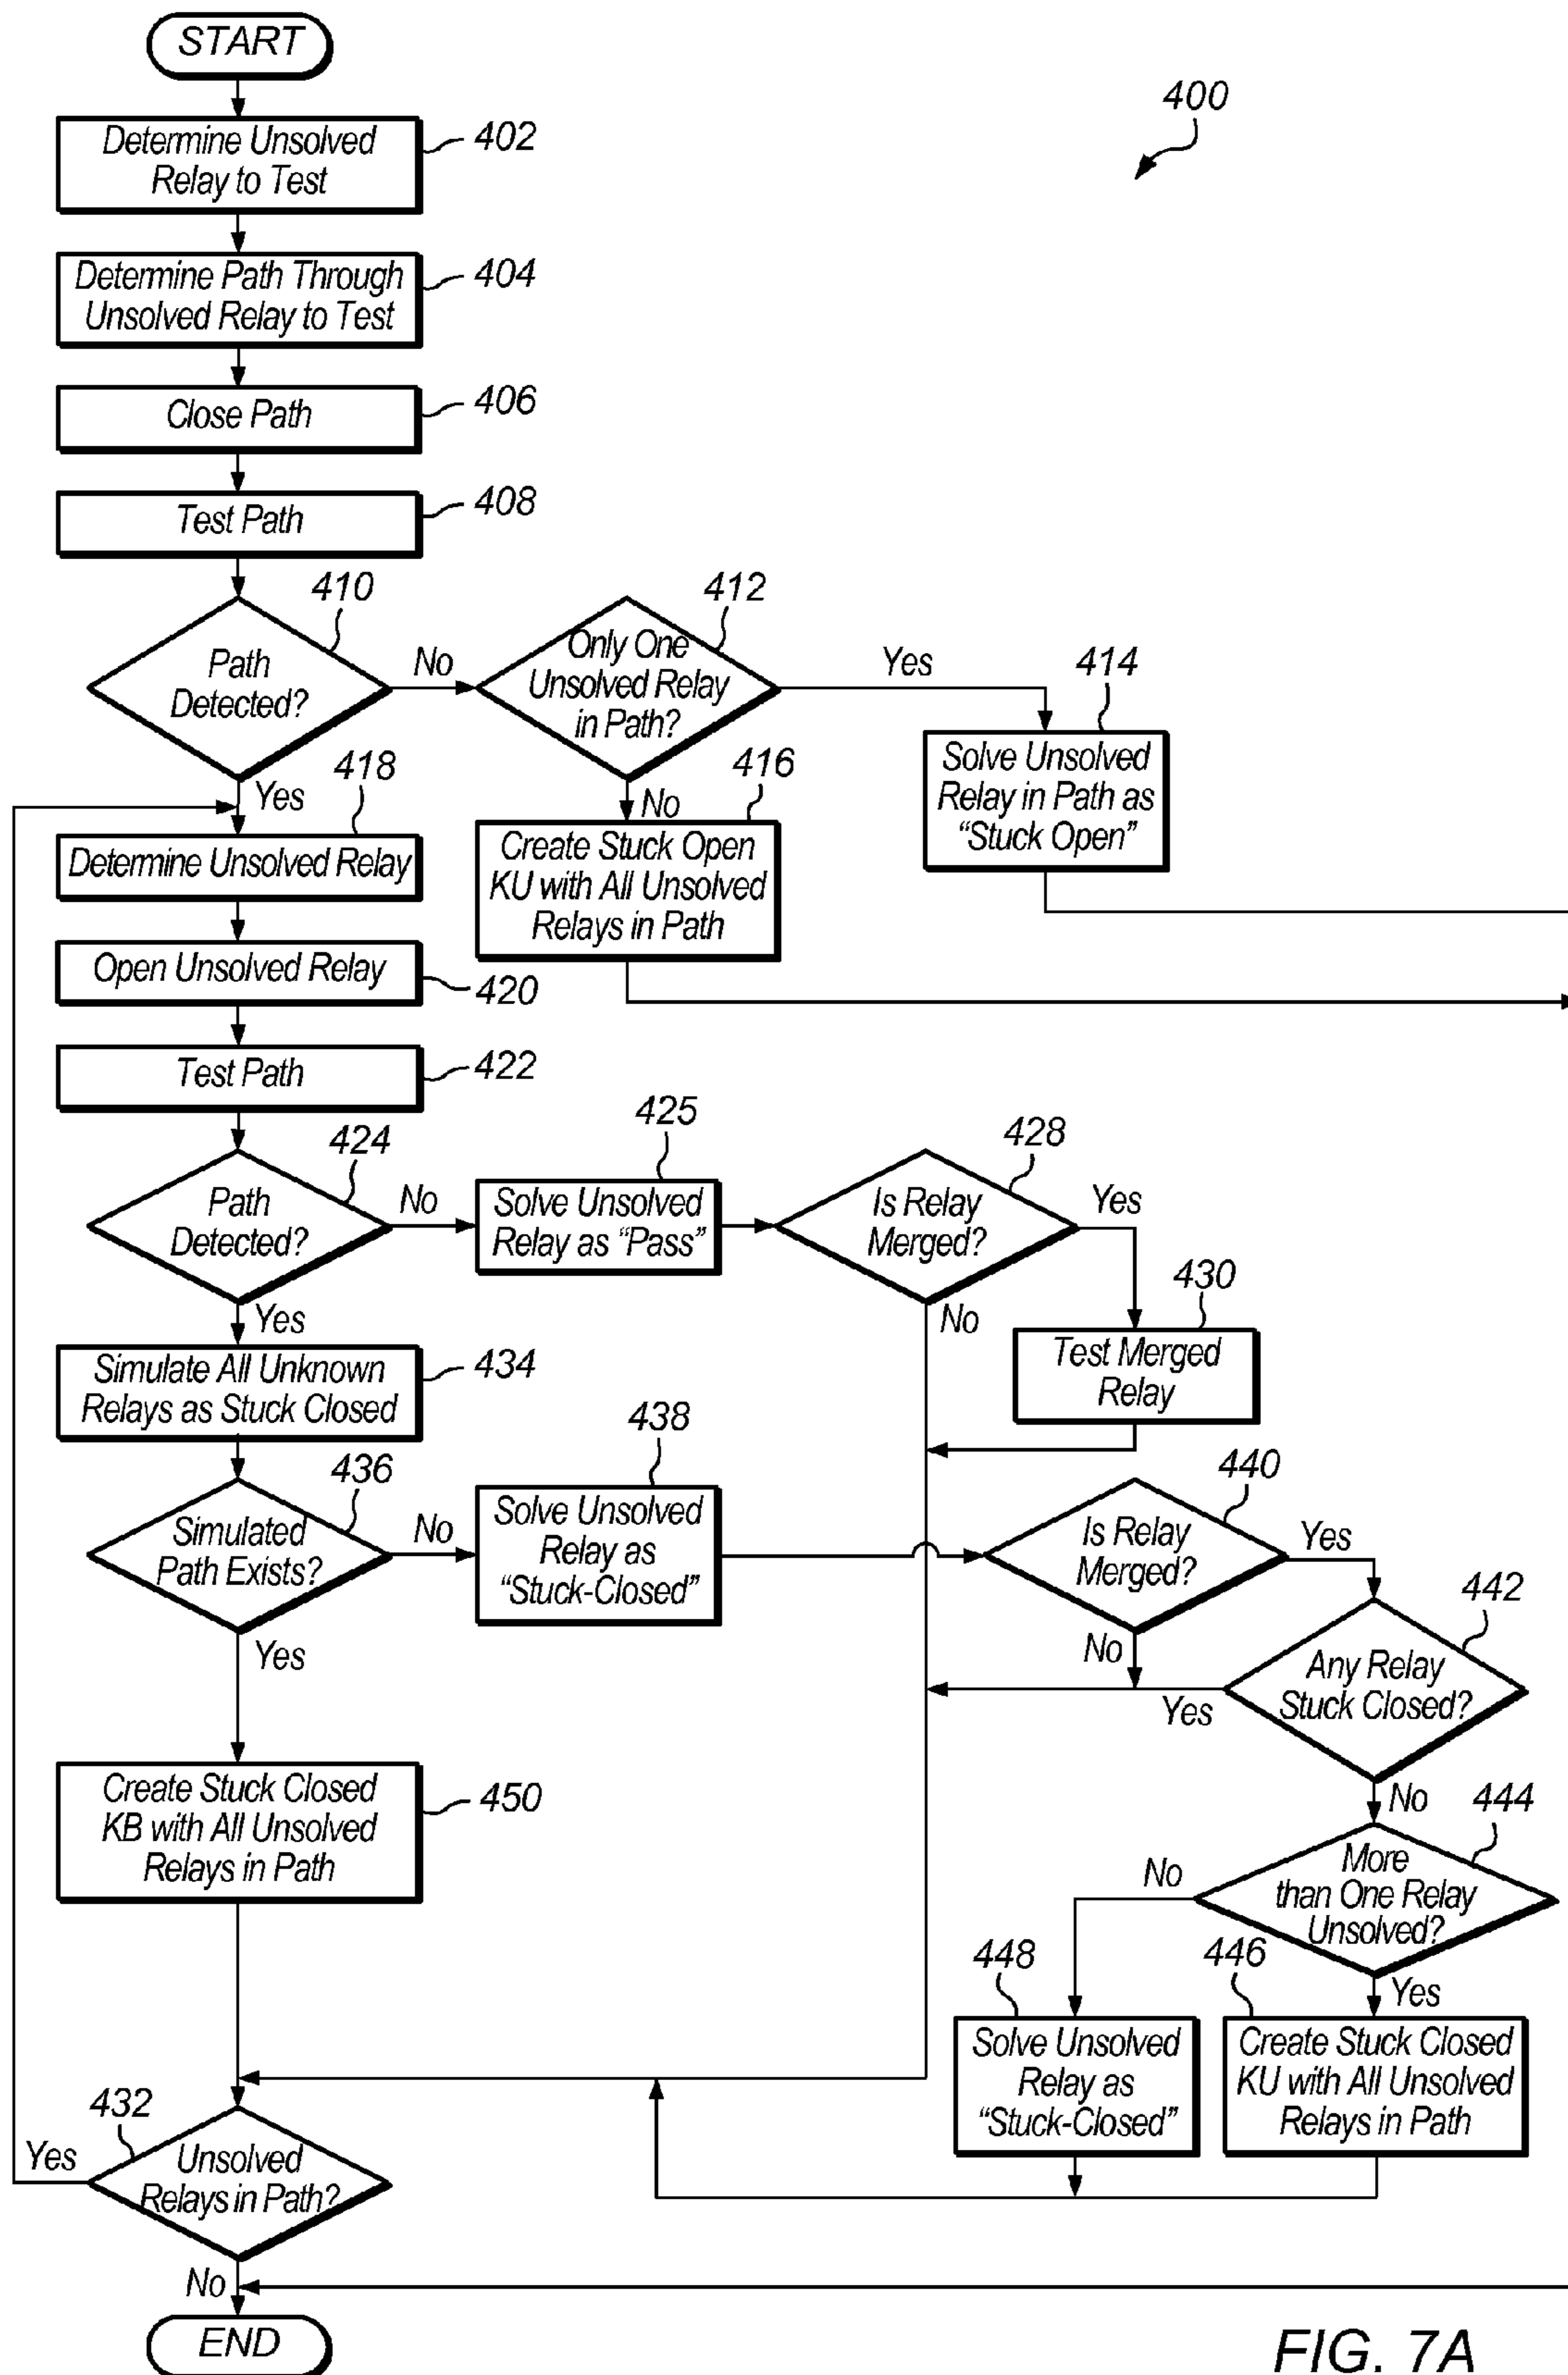 START
400
Determine Unsolved
Relay to Test
402
Determine Path Through
Unsolved Relay to Test
404
Close Path
406
Test Path
408
410
Path
Detected?
No
Yes
412
Only One
Unsolved Relay
in Path?
Yes
No
414
Solve Unsolved
Relay in Path as
“Stuck Open”
416
Create Stuck Open
KU with All Unsolved
Relays in Path
418
Determine Unsolved Relay
Open Unsolved Relay
420
Test Path
422
424
Path
Detected?
No
Yes
425
Solve Unsolved
Relay as “Pass”
428
Is Relay
Merged?
Yes
No
430
Test Merged
Relay
Simulate All Unknown
Relays as Stuck Closed
434
436
Simulated
Path Exists?
No
Yes
438
Solve Unsolved
Relay as
“Stuck-Closed”
440
Is Relay
Merged?
Yes
No
442
Any Relay
Stuck Closed?
Yes
No
444
More
than One Relay
Unsolved?
No
Yes
Create Stuck Closed
KB with All Unsolved
Relays in Path
450
448
Solve Unsolved
Relay as
“Stuck-Closed”
446
Create Stuck Closed
KU with All Unsolved
Relays in Path
432
Unsolved
Relays in Path?
Yes
No
END
FIG. 7A